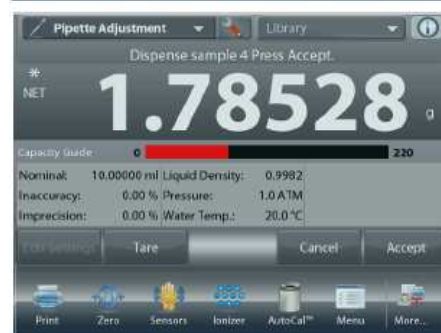 Pipette Adjustment Library
Dispense sample 4 Press Accept.
* NET 1.78528 g
Capacity Guide 0 220
Nominal: 10.00000 ml Liquid Density: 0.9982
Inaccuracy: 0.00 % Pressure: 1.0 ATM
Imprecision: 0.00 % Water Temp.: 20.0 °C
Edit Settings Tare Cancel Accept
Print Zero Sensors Ionizer AutoCal™ Menu More...